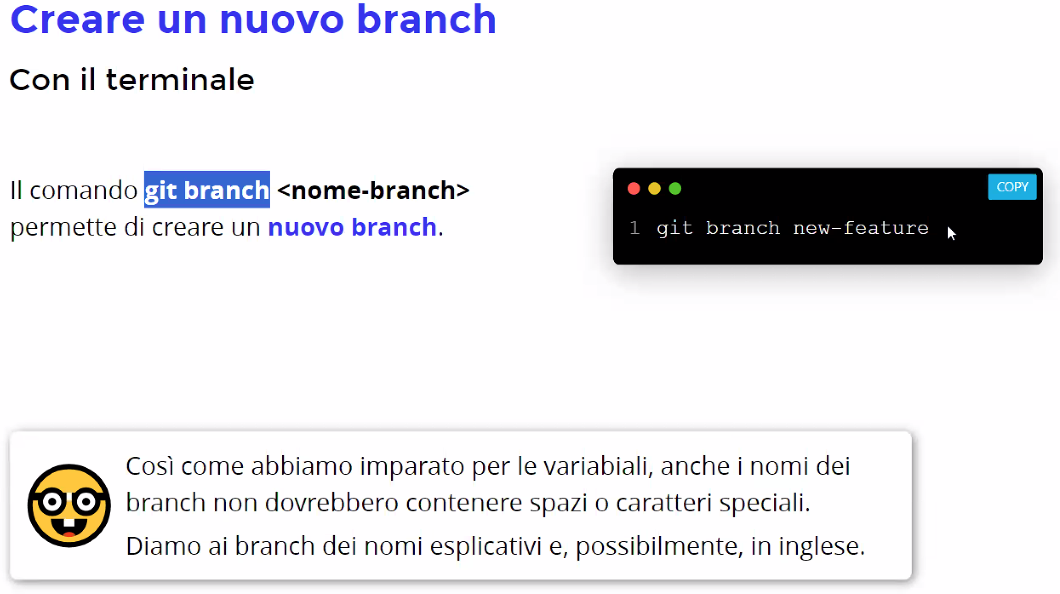 Creare un nuovo branch
Con il terminale
Il comando git branch <nome-branch>
permette di creare un nuovo branch.
COPY
1 git branch new-feature
Così come abbiamo imparato per le variabiali, anche i nomi dei
branch non dovrebbero contenere spazi o caratteri speciali.
Diamo ai branch dei nomi esplicativi e, possibilmente, in inglese.